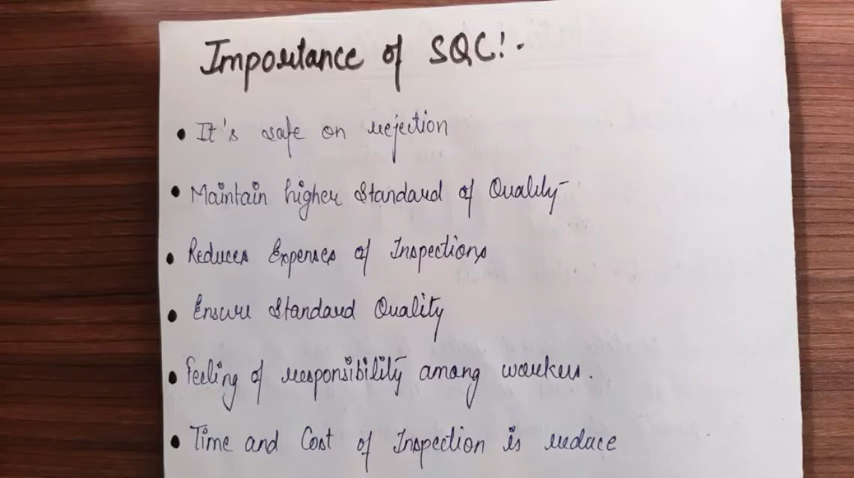 Importance of SQC:-
• It's safe on rejection
• Maintain higher Standard of Quality
• Reduces Expenses of Inspections
• Ensure Standard Quality
• Feeling of responsibility among workers.
• Time and Cost of Inspection is reduce